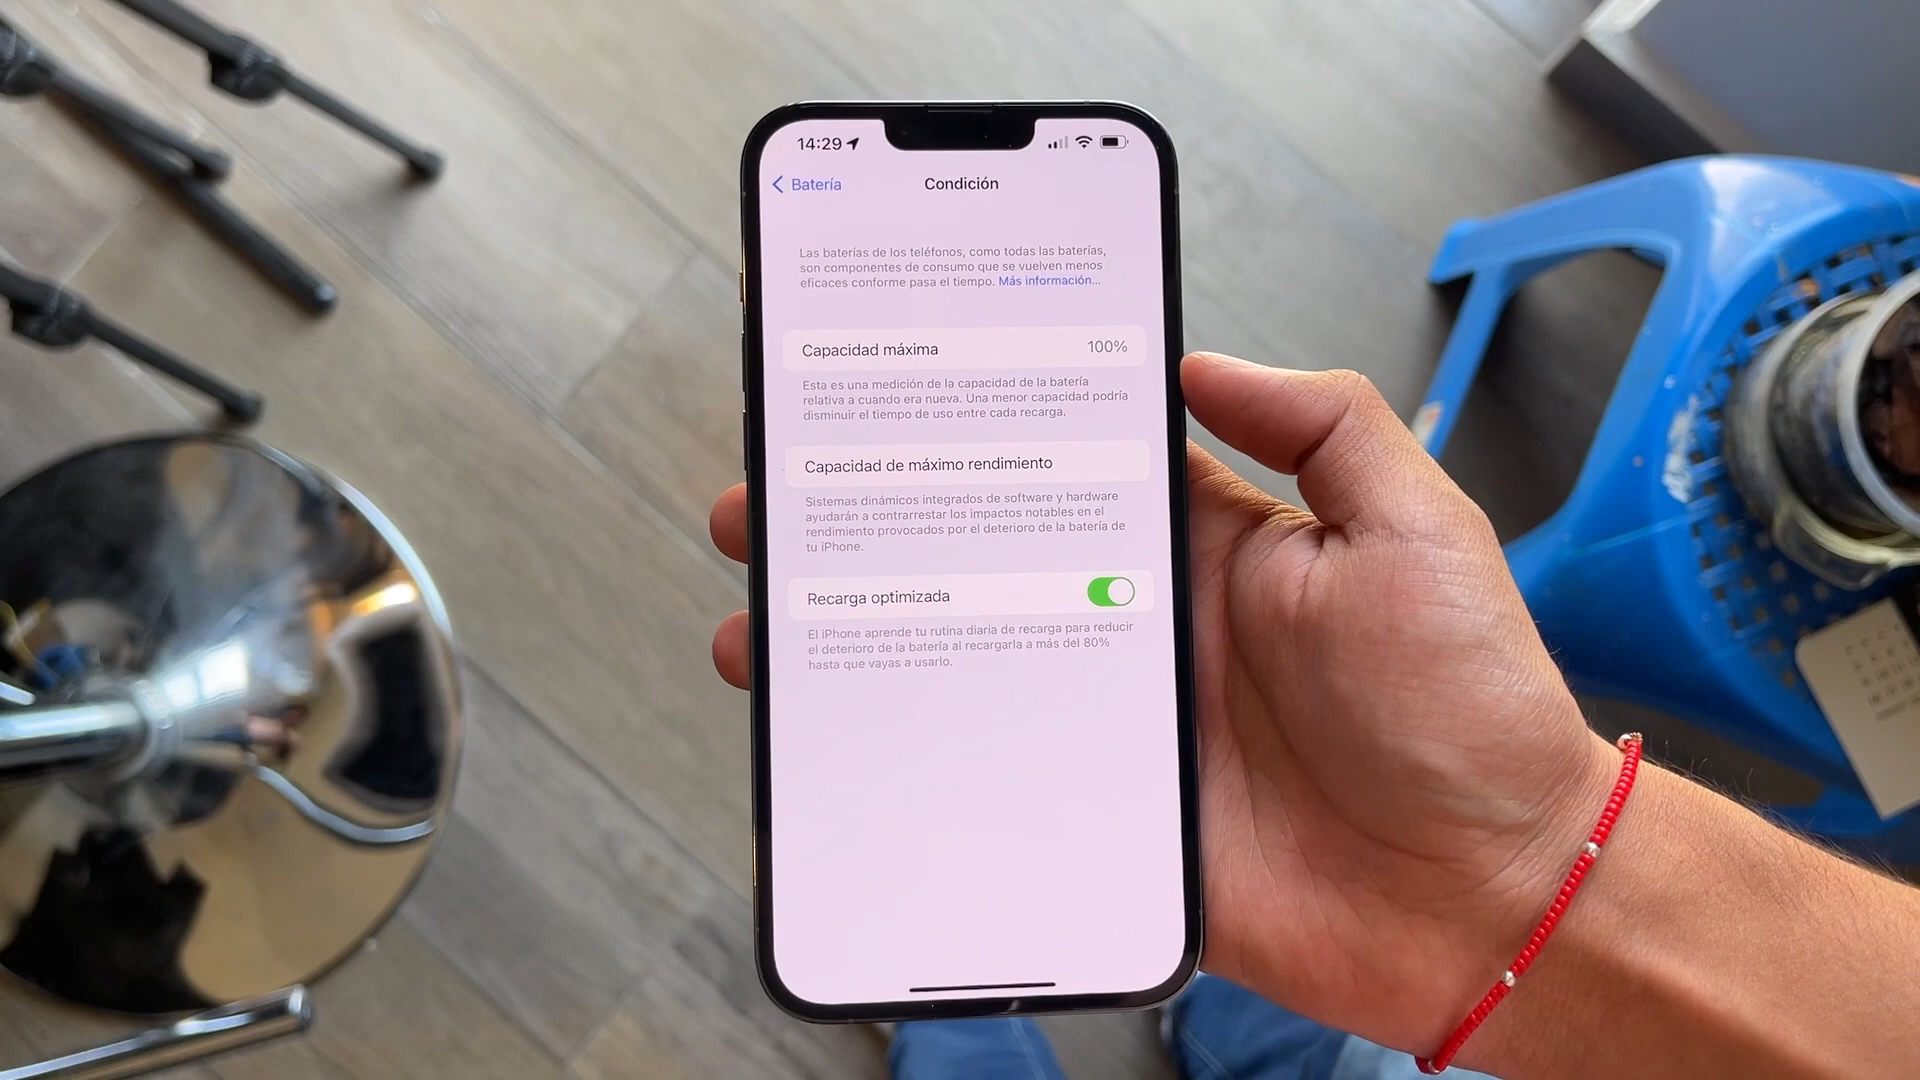 14:29
Batería
Condición
Las baterías de los teléfonos, como todas las baterías,
son componentes de consumo que se vuelven menos
eficaces conforme pasa el tiempo. Más información...
Capacidad máxima 100%
Esta es una medición de la capacidad de la batería
relativa a cuando era nueva. Una menor capacidad podría
disminuir el tiempo de uso entre cada recarga.
Capacidad de máximo rendimiento
Sistemas dinámicos integrados de software y hardware
ayudarán a contrarrestar los impactos notables en el
rendimiento provocados por el deterioro de la batería de
tu iPhone.
Recarga optimizada
El iPhone aprende tu rutina diaria de recarga para reducir
el deterioro de la batería al recargarla a más del 80%
hasta que vayas a usarlo.